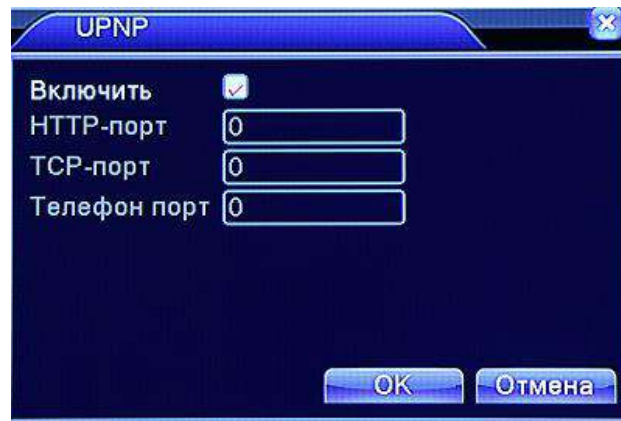 UPNP
Включить
HTTP-порт 0
TCP-порт 0
Телефон порт 0
OK Отмена